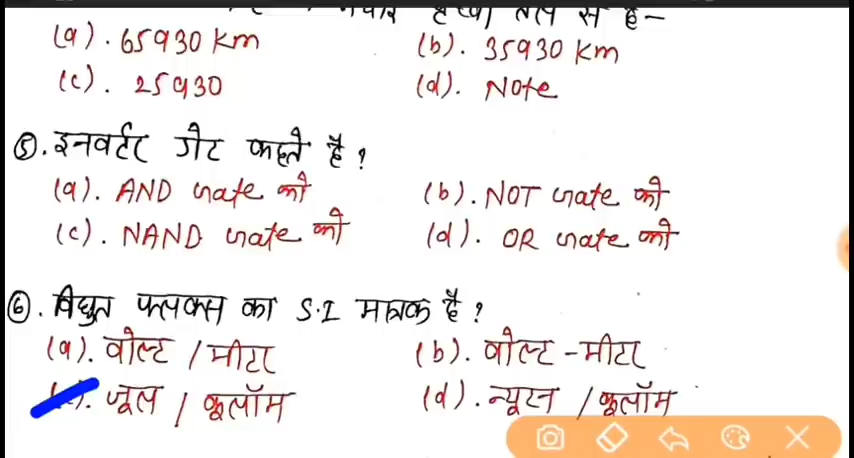 से है-
(a). 65930 km (b). 35930 km
(c). 25930 (d). Note
⑤. इनवर्टर गेट कहते है ?
(a). AND gate को (b). NOT gate को
(c). NAND gate को (d). OR gate को
⑥. विधुत फ्लक्स का S.I मात्रक है ?
(a). वोल्ट / मीटर (b). वोल्ट - मीटर
(c). जूल / कूलॉम (d). न्यूटन / कूलॉम